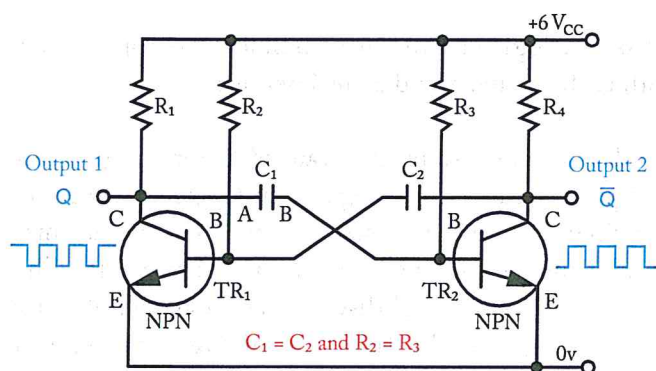 +6 VCC
R1
R2
R3
R4
Output 1
Q
C1
C2
Output 2
Q̅
C
B
A
B
B
C
E
TR1
TR2
E
NPN
C1 = C2 and R2 = R3
NPN
0v